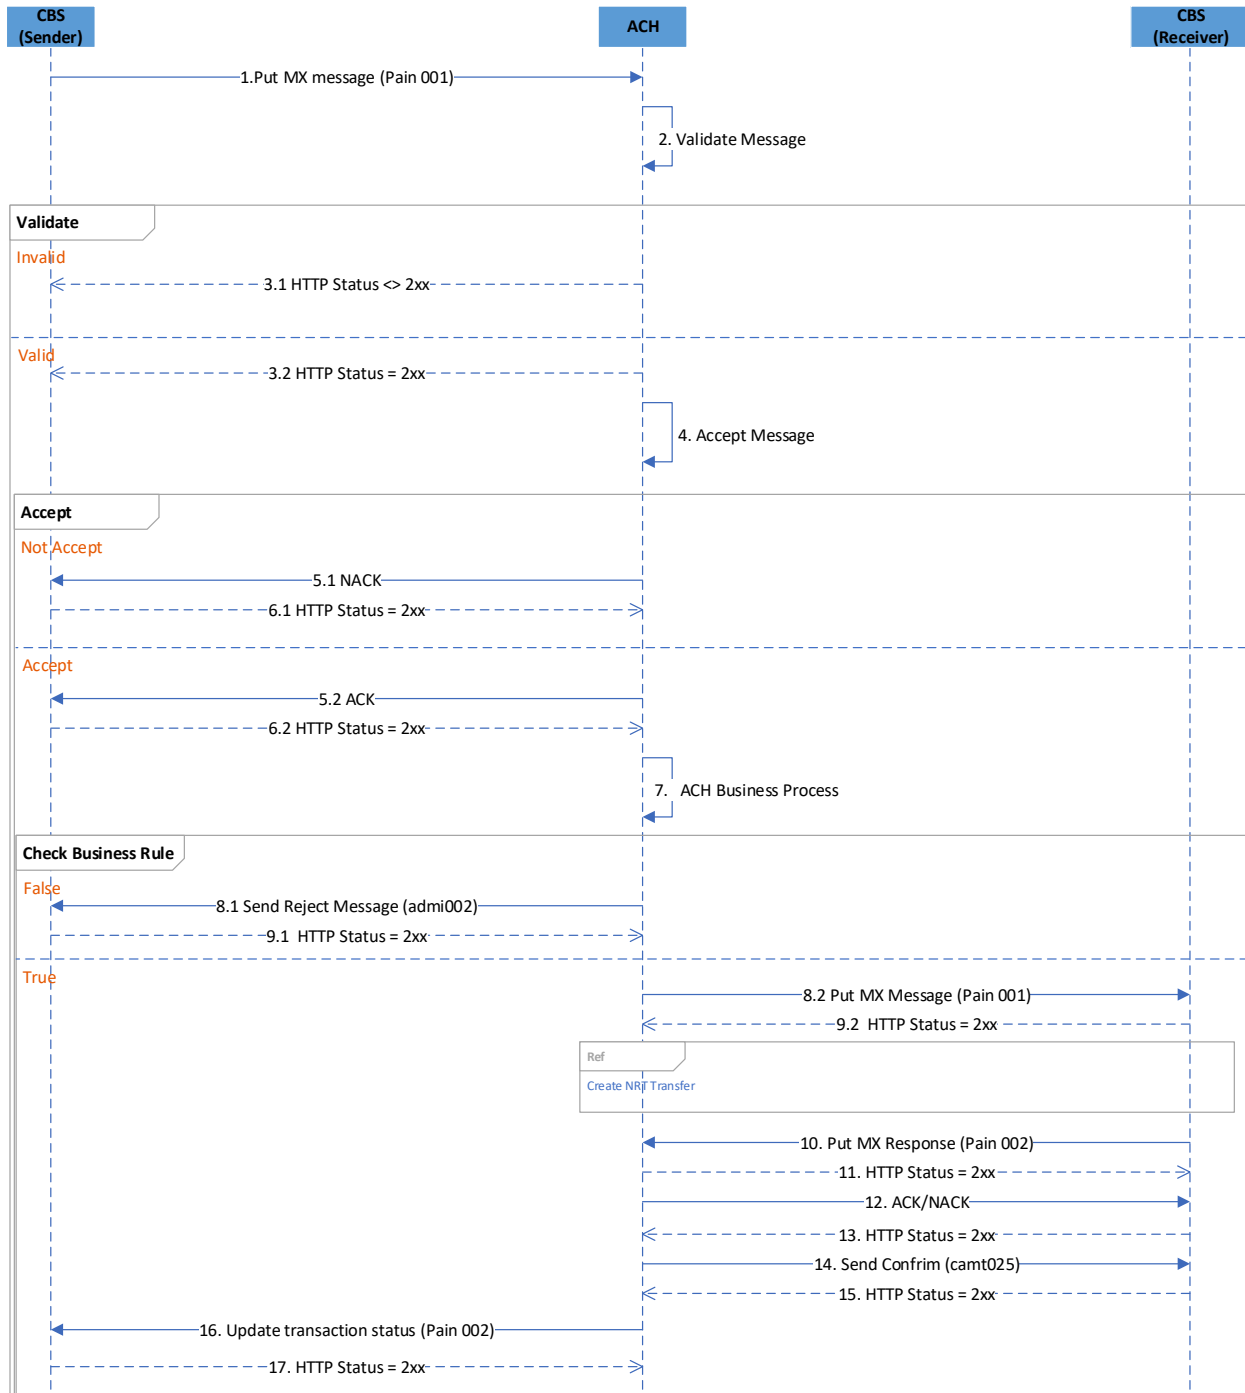 CBS
(Sender)
ACH
CBS
(Receiver)
1.Put MX message (Pain 001)
2. Validate Message
Validate
Invalid
3.1 HTTP Status <> 2xx
Valid
3.2 HTTP Status = 2xx
4. Accept Message
Accept
Not Accept
5.1 NACK
6.1 HTTP Status = 2xx
Accept
5.2 ACK
6.2 HTTP Status = 2xx
7. ACH Business Process
Check Business Rule
False
8.1 Send Reject Message (admi002)
9.1 HTTP Status = 2xx
True
8.2 Put MX Message (Pain 001)
9.2 HTTP Status = 2xx
Ref
Create NRT Transfer
10. Put MX Response (Pain 002)
11. HTTP Status = 2xx
12. ACK/NACK
13. HTTP Status = 2xx
14. Send Confrim (camt025)
15. HTTP Status = 2xx
16. Update transaction status (Pain 002)
17. HTTP Status = 2xx